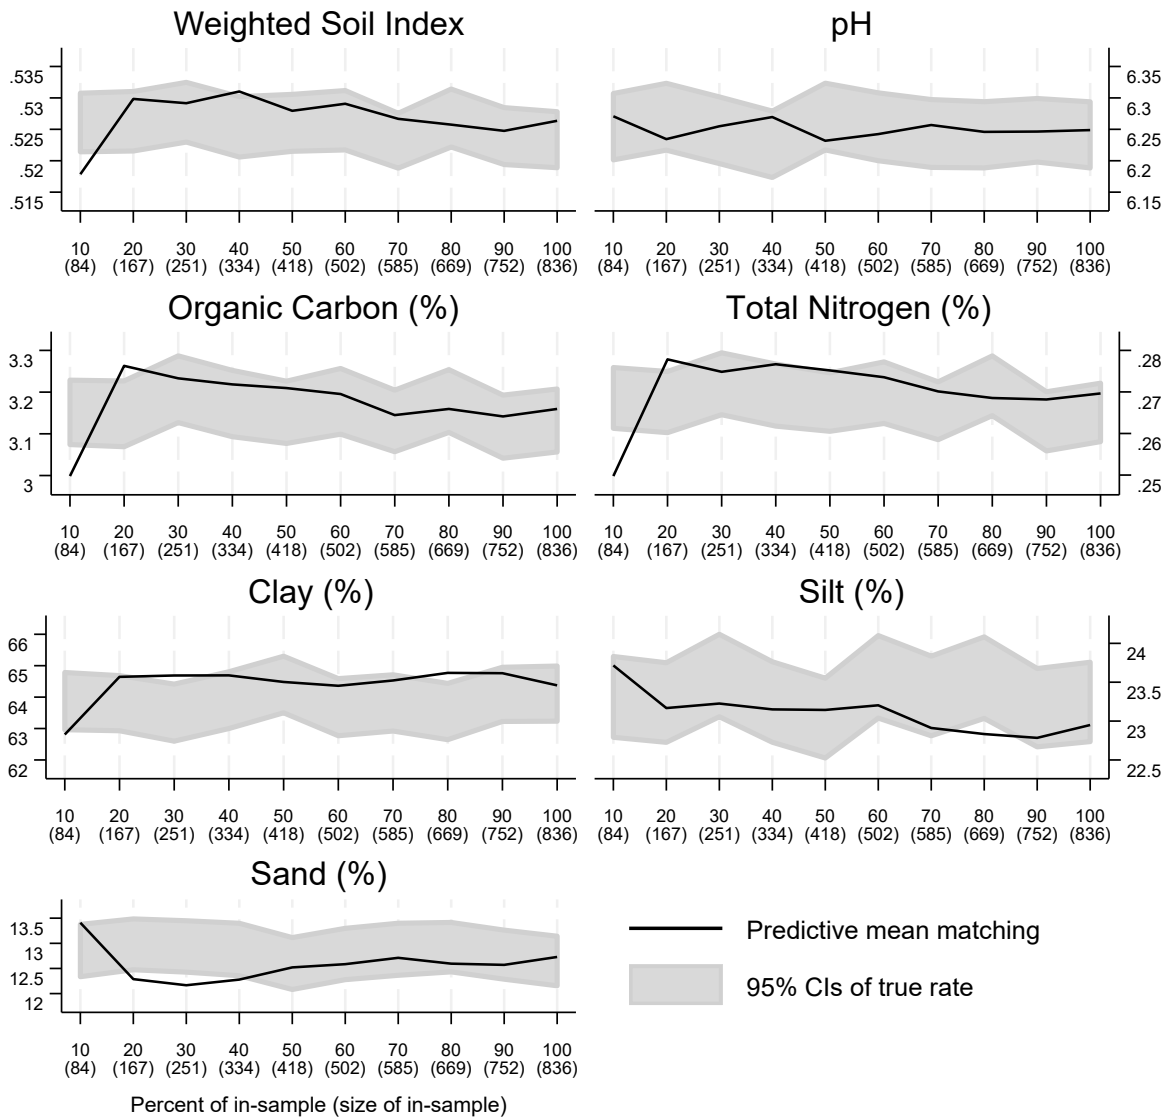 Weighted Soil Index
.535
.53
.525
.52
.515
10 20 30 40 50 60 70 80 90 100
(84) (167) (251) (334) (418) (502) (585) (669) (752) (836)
pH
6.35
6.3
6.25
6.2
6.15
10 20 30 40 50 60 70 80 90 100
(84) (167) (251) (334) (418) (502) (585) (669) (752) (836)
Organic Carbon (%)
3.3
3.2
3.1
3
10 20 30 40 50 60 70 80 90 100
(84) (167) (251) (334) (418) (502) (585) (669) (752) (836)
Total Nitrogen (%)
.28
.27
.26
.25
10 20 30 40 50 60 70 80 90 100
(84) (167) (251) (334) (418) (502) (585) (669) (752) (836)
Clay (%)
66
65
64
63
62
10 20 30 40 50 60 70 80 90 100
(84) (167) (251) (334) (418) (502) (585) (669) (752) (836)
Silt (%)
24
23.5
23
22.5
10 20 30 40 50 60 70 80 90 100
(84) (167) (251) (334) (418) (502) (585) (669) (752) (836)
Sand (%)
13.5
13
12.5
12
10 20 30 40 50 60 70 80 90 100
(84) (167) (251) (334) (418) (502) (585) (669) (752) (836)
Percent of in-sample (size of in-sample)
Predictive mean matching
95% CIs of true rate